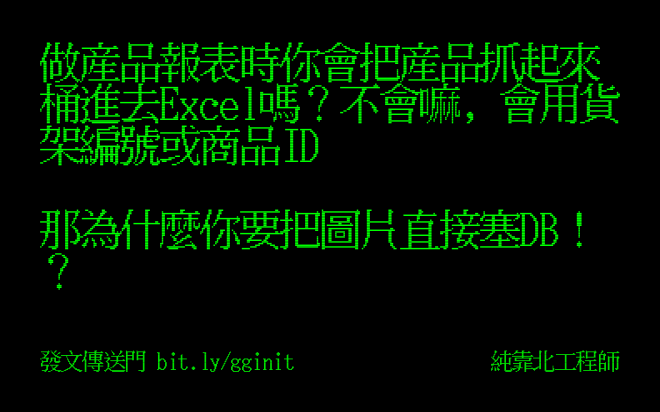 做産品報表時你會把産品抓起來
桶進去Excel嗎？不會嘛，會用貨
架編號或商品ID
那為什麼你要把圖片直接塞DB！
？
發文傳送門 bit.ly/gginit
純靠北工程師